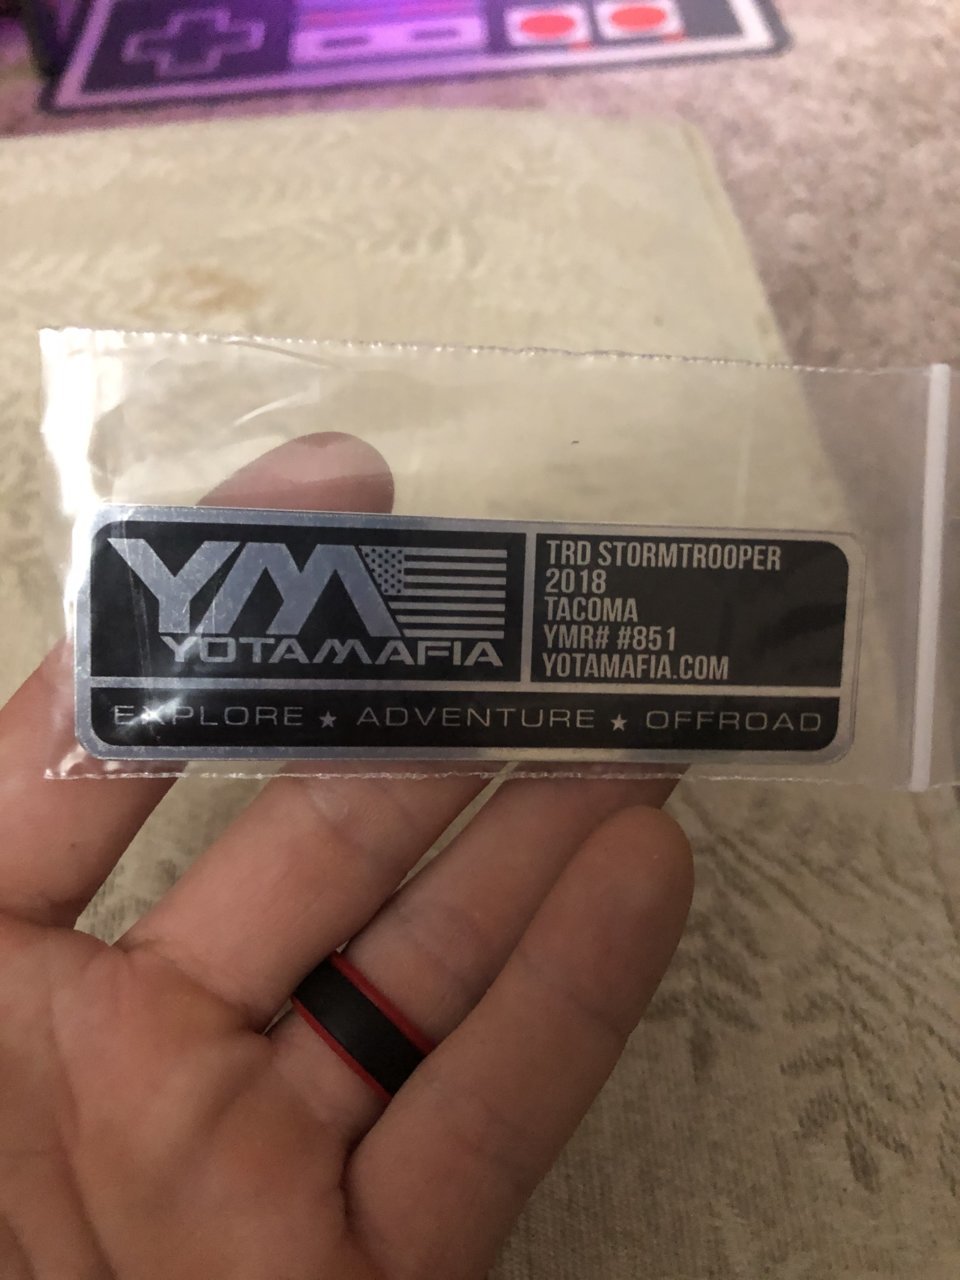 YM
YOTAMAFIA
TRD STORMTROOPER
2018
TACOMA
YMR# #851
YOTAMAFIA.COM
EXPLORE ★ ADVENTURE ★ OFFROAD